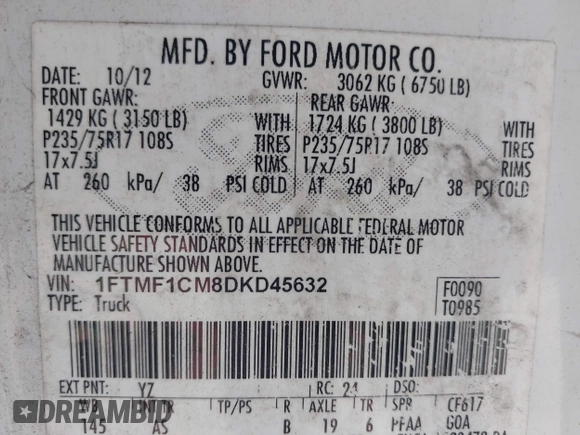 MFD. BY FORD MOTOR CO.
DATE: 10/12 GVWR: 3062 KG ( 6750 LB)
FRONT GAWR: REAR GAWR:
1429 KG ( 3150 LB) WITH 1724 KG ( 3800 LB) WITH
P235/75R17 108S TIRES P235/75R17 108S TIRES
17x7.5J RIMS 17x7.5J RIMS
AT 260 kPa/ 38 PSI COLD AT 260 kPa/ 38 PSI COLD
THIS VEHICLE CONFORMS TO ALL APPLICABLE FEDERAL MOTOR
VEHICLE SAFETY STANDARDS IN EFFECT ON THE DATE OF
MANUFACTURE SHOWN ABOVE.
VIN: 1FTMF1CM8DKD45632 F0090
TYPE: Truck T0985
EXT PNT: YZ RC: 24 DSO:
WB INT TR TP/PS R AXLE TR SPR CF617
145 AS B 19 6 PFAA GOA
DREAMBID